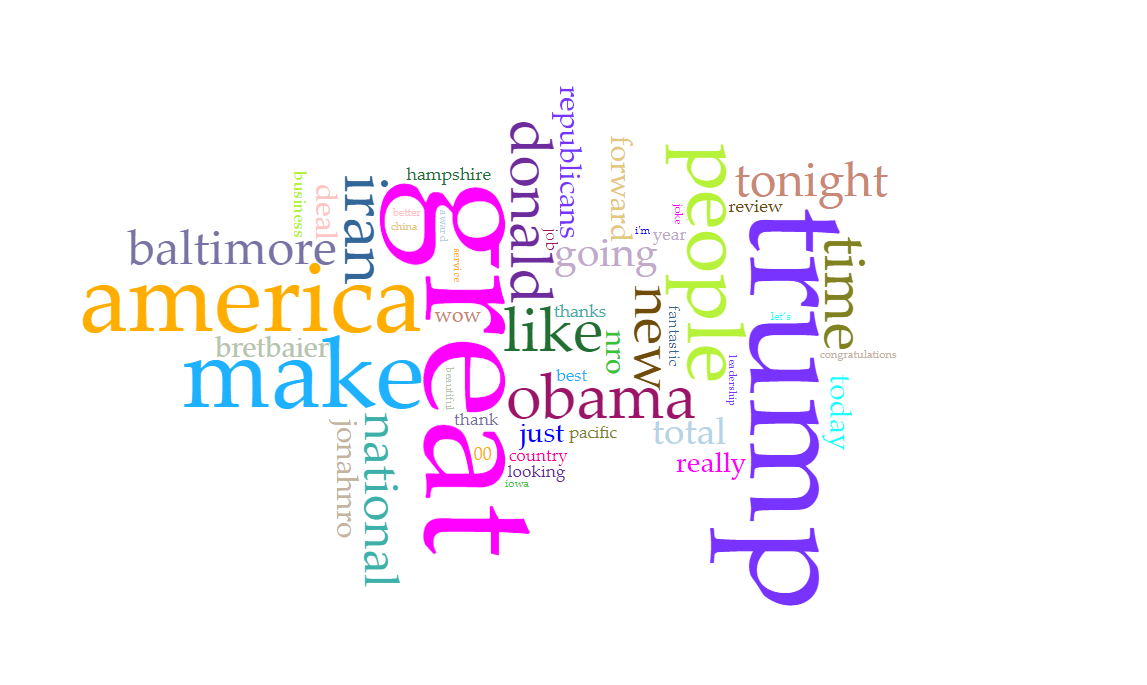 republicans
donald
forward
people
hampshire
tonight
business
deal
iran
great
better
china
award
service
job
joke
review
i'm
year
trump
baltimore
going
time
america
wow
like
thanks
nro
new
fantastic
let's
congratulations
bretbaier
make
beautiful
best
obama
leadership
today
thank
just
pacific
total
national
jonahnro
00
country
looking
iowa
really